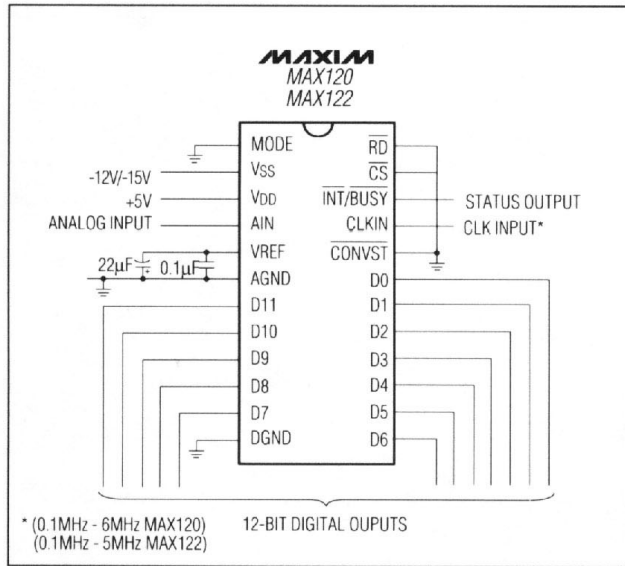 MAXIM
MAX120
MAX122
MODE
VSS
VDD
AIN
VREF
AGND
D11
D10
D9
D8
D7
DGND
RD
CS
INT/BUSY
CLKIN
CONVST
D0
D1
D2
D3
D4
D5
D6
-12V/-15V
+5V
ANALOG INPUT
22µF
0.1µF
STATUS OUTPUT
CLK INPUT*
12-BIT DIGITAL OUPUTS
* (0.1MHz - 6MHz MAX120)
(0.1MHz - 5MHz MAX122)